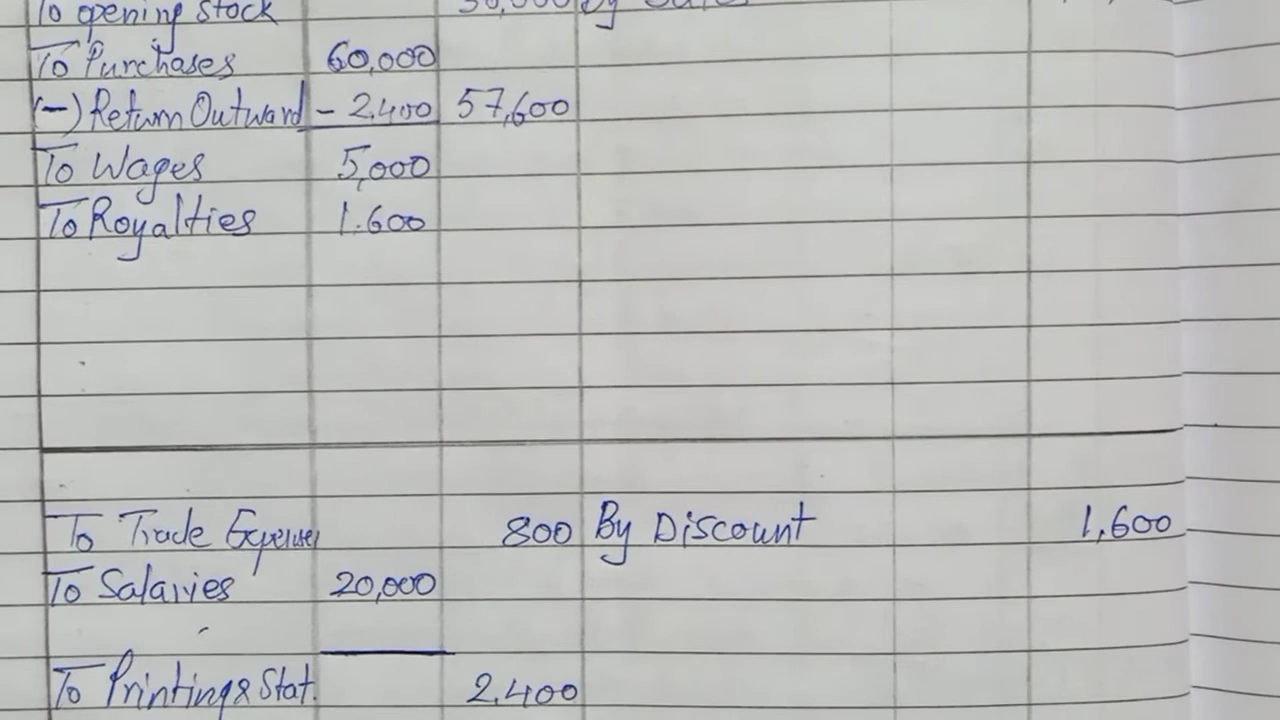 To opening stock
To Purchases 60,000
(-) Return Outward - 2,400 57,600
To Wages 5,000
To Royalties 1.600
To Trade Expenses 800 By Discount 1,600
To Salaries 20,000
To Printing & Stat. 2,400